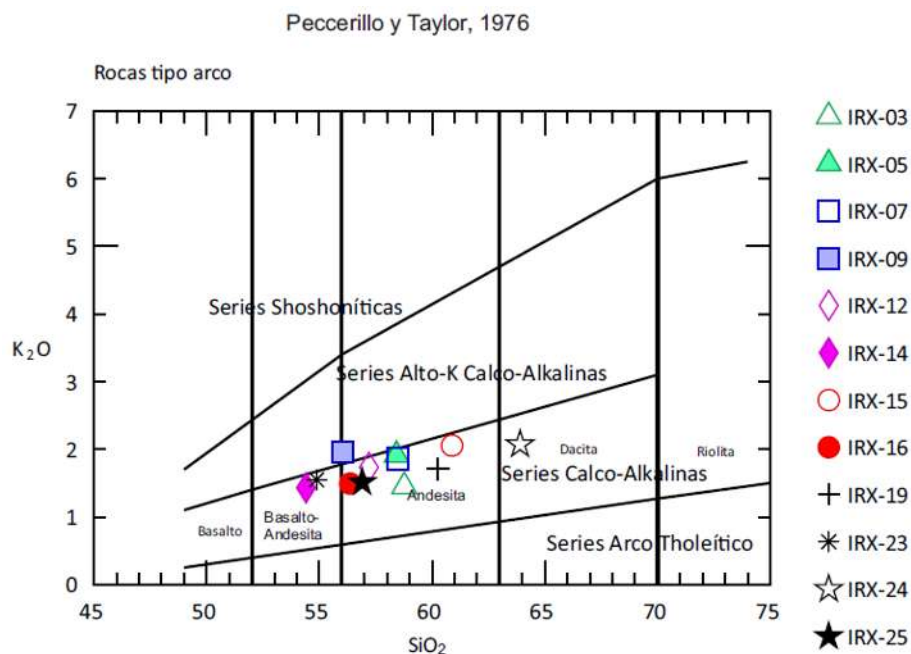 Peccerillo y Taylor, 1976
Rocas tipo arco
7
6
5
4
3
2
1
0
K2O
45
50
55
60
65
70
75
SiO2
Series Shoshoníticas
Series Alto-K Calco-Alkalinas
Series Calco-Alkalinas
Series Arco Tholeítico
Basalto
Basalto-
Andesita
Andesita
Dacita
Riolita
IRX-03
IRX-05
IRX-07
IRX-09
IRX-12
IRX-14
IRX-15
IRX-16
IRX-19
IRX-23
IRX-24
IRX-25